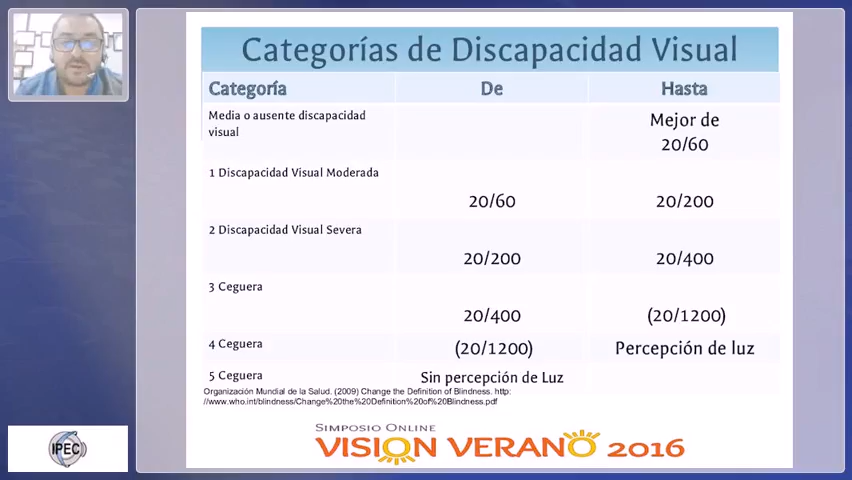 Categorías de Discapacidad Visual
Categoría De Hasta
Media o ausente discapacidad
visual
Mejor de
20/60
1 Discapacidad Visual Moderada
20/60 20/200
2 Discapacidad Visual Severa
20/200 20/400
3 Ceguera
20/400 (20/1200)
4 Ceguera
(20/1200) Percepción de luz
5 Ceguera
Sin percepción de Luz
Organización Mundial de la Salud. (2009) Change the Definition of Blindness. http:
//www.who.int/blindness/Change%20the%20Definition%20of%20Blindness.pdf
IPEC
SIMPOSIO ONLINE
VISION VERANO 2016